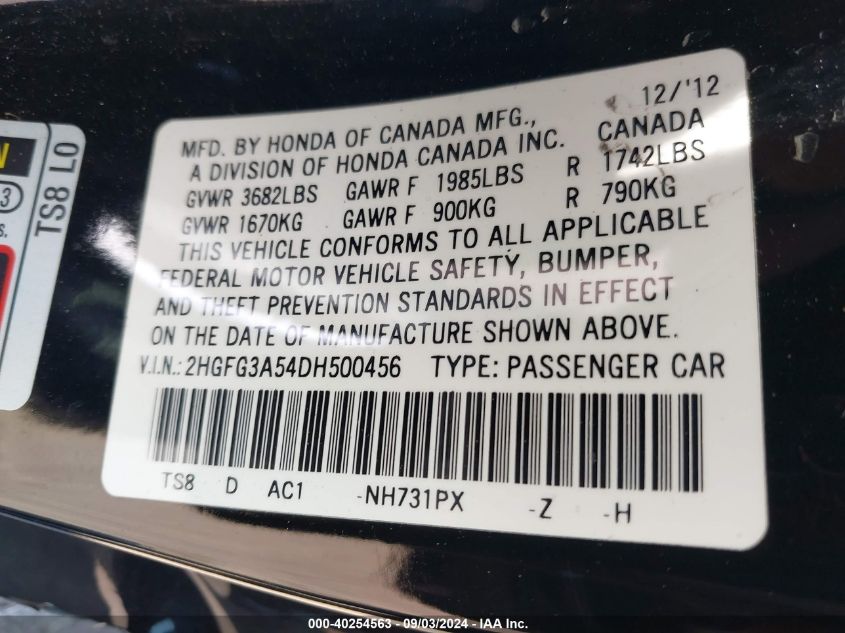 12/'12
MFD. BY HONDA OF CANADA MFG.,
A DIVISION OF HONDA CANADA INC. CANADA
GVWR 3682LBS GAWR F 1985LBS R 1742LBS
GVWR 1670KG GAWR F 900KG R 790KG
THIS VEHICLE CONFORMS TO ALL APPLICABLE
FEDERAL MOTOR VEHICLE SAFETY, BUMPER,
AND THEFT PREVENTION STANDARDS IN EFFECT
ON THE DATE OF MANUFACTURE SHOWN ABOVE.
V.I.N.: 2HGFG3A54DH500456 TYPE: PASSENGER CAR
TS8 D AC1 -NH731PX -Z -H
TS8 L0
000-40254563 - 09/03/2024 - IAA Inc.